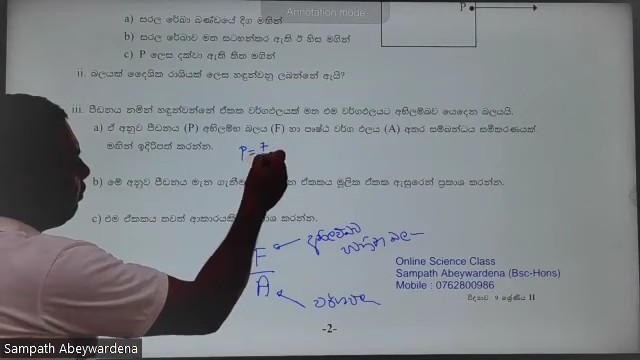 Annotation mode
a) සරල රේඛා ඛණ්ඩයේ දිග මඟින්
P
b) සරල රේඛාව මත සටහන්කර ඇති ඊ හිස මගින්
c) P ලෙස දක්වා ඇති තිත මගින්
ii. බලයක් දෛශික රාශියක් ලෙස හඳුන්වනු ලබන්නේ ඇයි?
iii. පීඩනය නමින් හඳුන්වන්නේ ඒකක වර්ගඵලයක් මත එම වර්ගඵලයට අභිලම්බව යෙදෙන බලයයි.
a) ඒ අනුව පීඩනය (P) අභිලම්භ බලය (F) හා පෘෂ්ඨ වර්ග ඵලය (A) අතර සම්බන්ධය සමීකරණයක්
මඟින් ඉදිරිපත් කරන්න.
P =
b) මේ අනුව පීඩනය මැන ගැනීමේ ඒකකය මූලික ඒකක ඇසුරෙන් ප්‍රකාශ කරන්න.
c) එම ඒකකය තවත් ආකාරයකින් කරන්න.
F
A
Online Science Class
Sampath Abeywardena (Bsc-Hons)
Mobile : 0762800986
විද්‍යාව 9 ශ්‍රේණිය II
-2-
Sampath Abeywardena